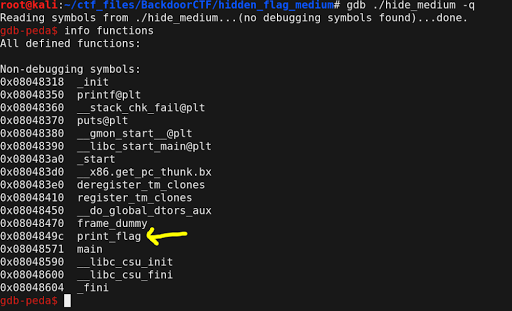 root@kali:~/ctf_files/BackdoorCTF/hidden_flag_medium# gdb ./hide_medium -q
Reading symbols from ./hide_medium...(no debugging symbols found)...done.
gdb-peda$ info functions
All defined functions:
Non-debugging symbols:
0x08048318  _init
0x08048350  printf@plt
0x08048360  __stack_chk_fail@plt
0x08048370  puts@plt
0x08048380  __gmon_start__@plt
0x08048390  __libc_start_main@plt
0x080483a0  _start
0x080483d0  __x86.get_pc_thunk.bx
0x080483e0  deregister_tm_clones
0x08048410  register_tm_clones
0x08048450  __do_global_dtors_aux
0x08048470  frame_dummy
0x0804849c  print_flag
0x08048571  main
0x08048590  __libc_csu_init
0x08048600  __libc_csu_fini
0x08048604  _fini
gdb-peda$